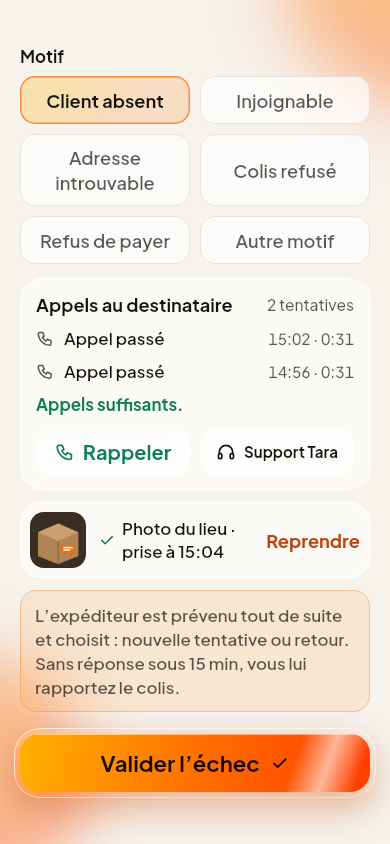 Motif
Client absent
Injoignable
Adresse
introuvable
Colis refusé
Refus de payer
Autre motif
Appels au destinataire
2 tentatives
Appel passé
15:02 · 0:31
Appel passé
14:56 · 0:31
Appels suffisants.
Rappeler
Support Tara
Photo du lieu ·
prise à 15:04
Reprendre
L’expéditeur est prévenu tout de suite
et choisit : nouvelle tentative ou retour.
Sans réponse sous 15 min, vous lui
rapportez le colis.
Valider l’échec